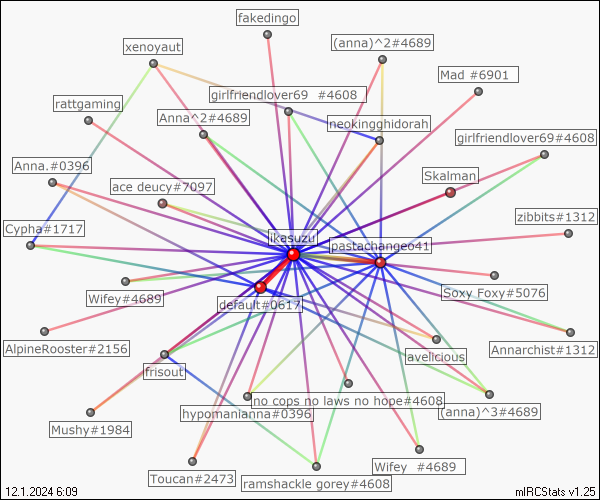 fakedingo
(anna)^2#4689
xenoyaut
Mad #6901
girlfriendlover69 #4608
rattgaming
Anna^2#4689
neokingghidorah
girlfriendlover69#4608
Anna.#0396
ace deucy#7097
Skalman
zibbits#1312
Cypha#1717
ikasuzu
pastachangeo41
Wifey#4689
default#0617
Soxy Foxy#5076
AlpineRooster#2156
avelicious
Annarchist#1312
frisout
no cops no laws no hope#4608
hypomanianna#0396
(anna)^3#4689
Mushy#1984
Toucan#2473
ramshackle gorey#4608
Wifey #4689
12.1.2024 6:09
mIRCStats v1.25